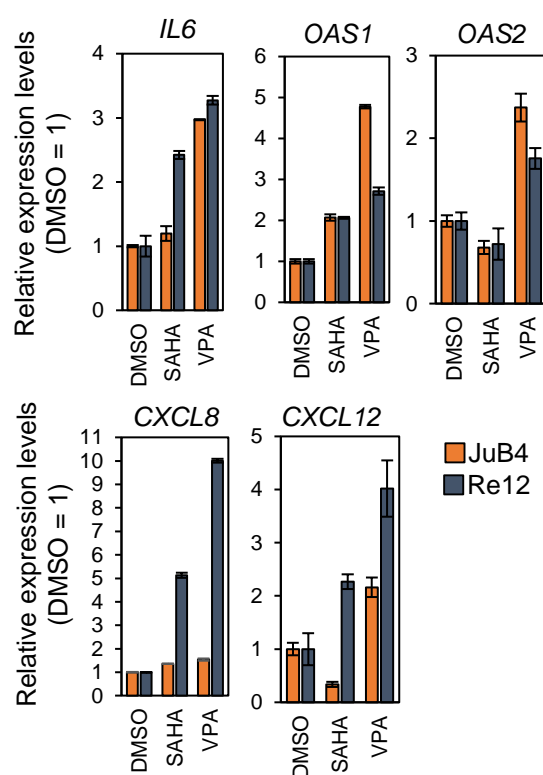 IL6
OAS1
OAS2
Relative expression levels
(DMSO = 1)
4
3
2
1
0
6
5
4
3
2
1
0
3
2
1
0
DMSO
SAHA
VPA
DMSO
SAHA
VPA
DMSO
SAHA
VPA
CXCL8
CXCL12
Relative expression levels
(DMSO = 1)
11
10
9
8
7
6
5
4
3
2
1
0
5
4
3
2
1
0
JuB4
Re12
DMSO
SAHA
VPA
DMSO
SAHA
VPA